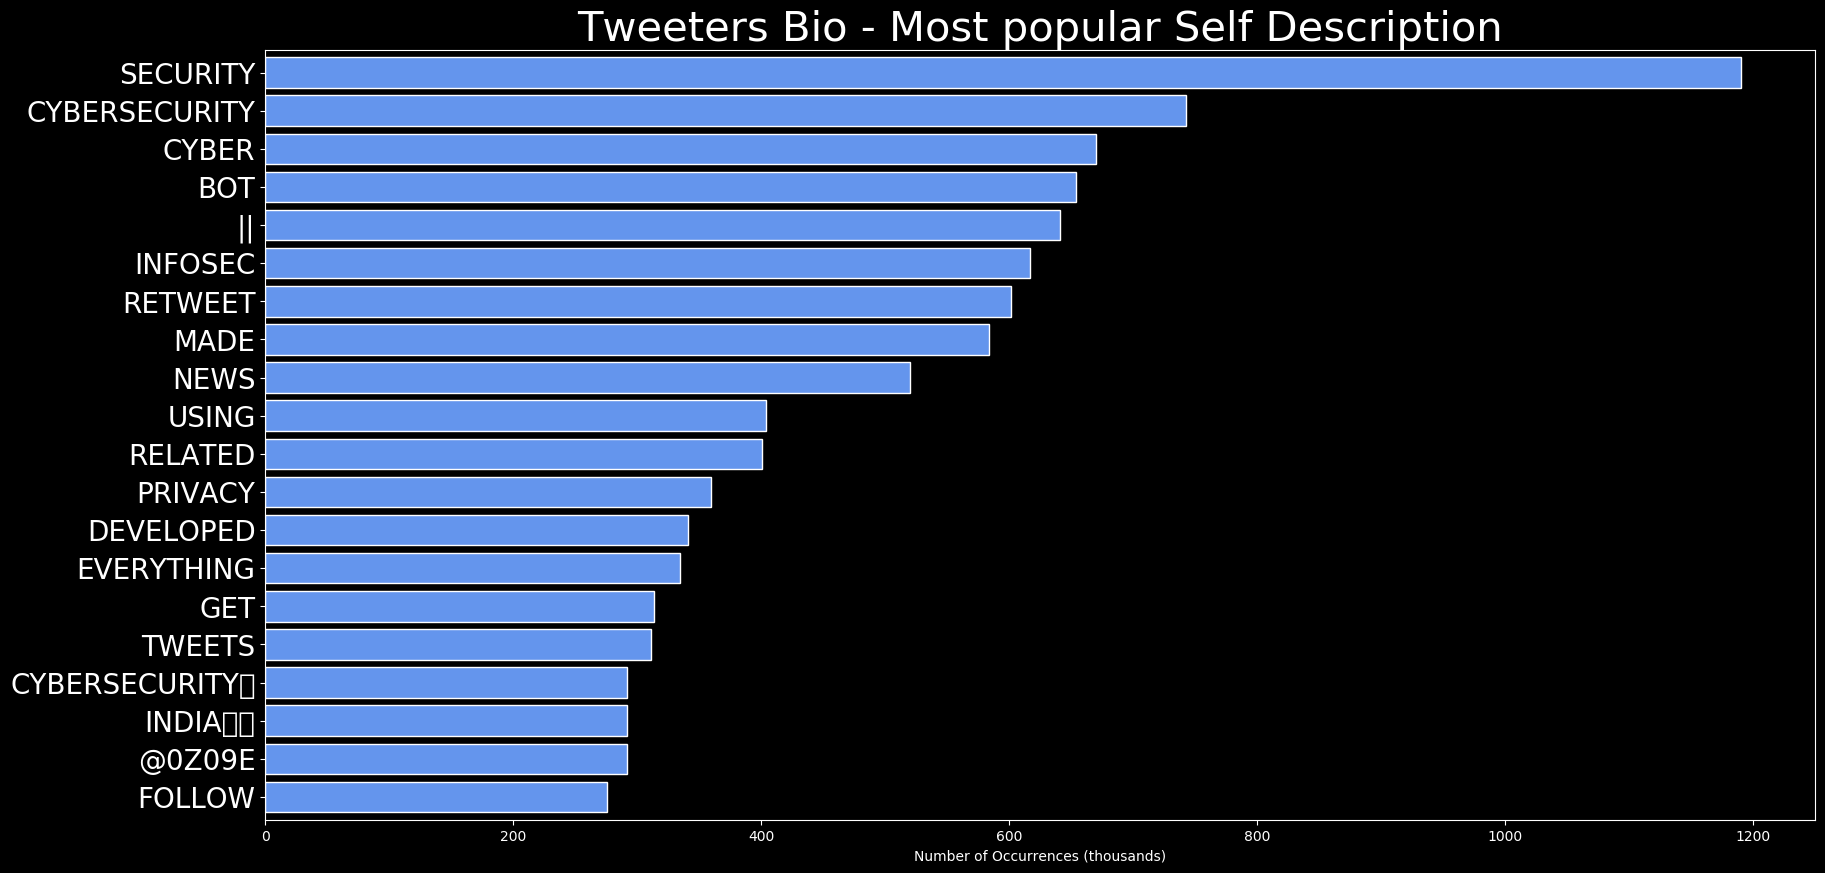 Tweeters Bio - Most popular Self Description
SECURITY
CYBERSECURITY
CYBER
BOT
||
INFOSEC
RETWEET
MADE
NEWS
USING
RELATED
PRIVACY
DEVELOPED
EVERYTHING
GET
TWEETS
CYBERSECURITY▯
INDIA▯▯
@0Z09E
FOLLOW
0 200 400 600 800 1000 1200
Number of Occurrences (thousands)